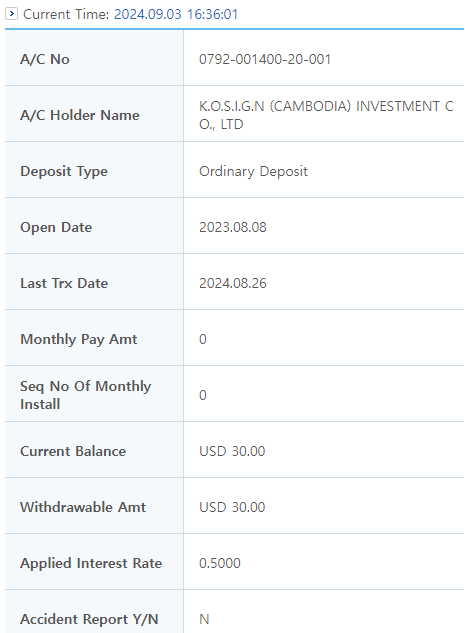 Current Time: 2024.09.03 16:36:01
A/C No 0792-001400-20-001
A/C Holder Name K.O.S.I.G.N (CAMBODIA) INVESTMENT C
O., LTD
Deposit Type Ordinary Deposit
Open Date 2023.08.08
Last Trx Date 2024.08.26
Monthly Pay Amt 0
Seq No Of Monthly
Install 0
Current Balance USD 30.00
Withdrawable Amt USD 30.00
Applied Interest Rate 0.5000
Accident Report Y/N N